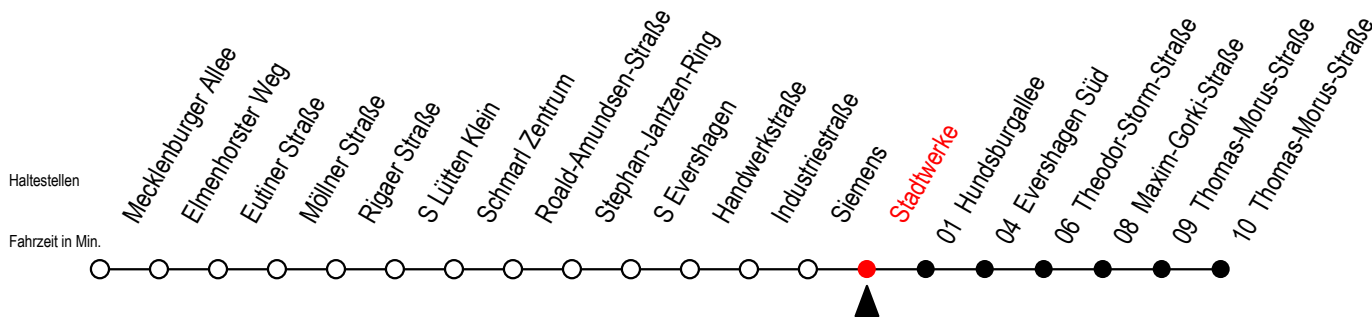 Haltestellen
Mecklenburger Allee
Elmenhorster Weg
Eutiner Straße
Möllner Straße
Rigaer Straße
S Lütten Klein
Schmarl Zentrum
Roald-Amundsen-Straße
Stephan-Jantzen-Ring
S Evershagen
Handwerkstraße
Industriestraße
Siemens
Stadtwerke
01 Hundsburgallee
04 Evershagen Süd
06 Theodor-Storm-Straße
08 Maxim-Gorki-Straße
09 Thomas-Morus-Straße
10 Thomas-Morus-Straße
Fahrzeit in Min.